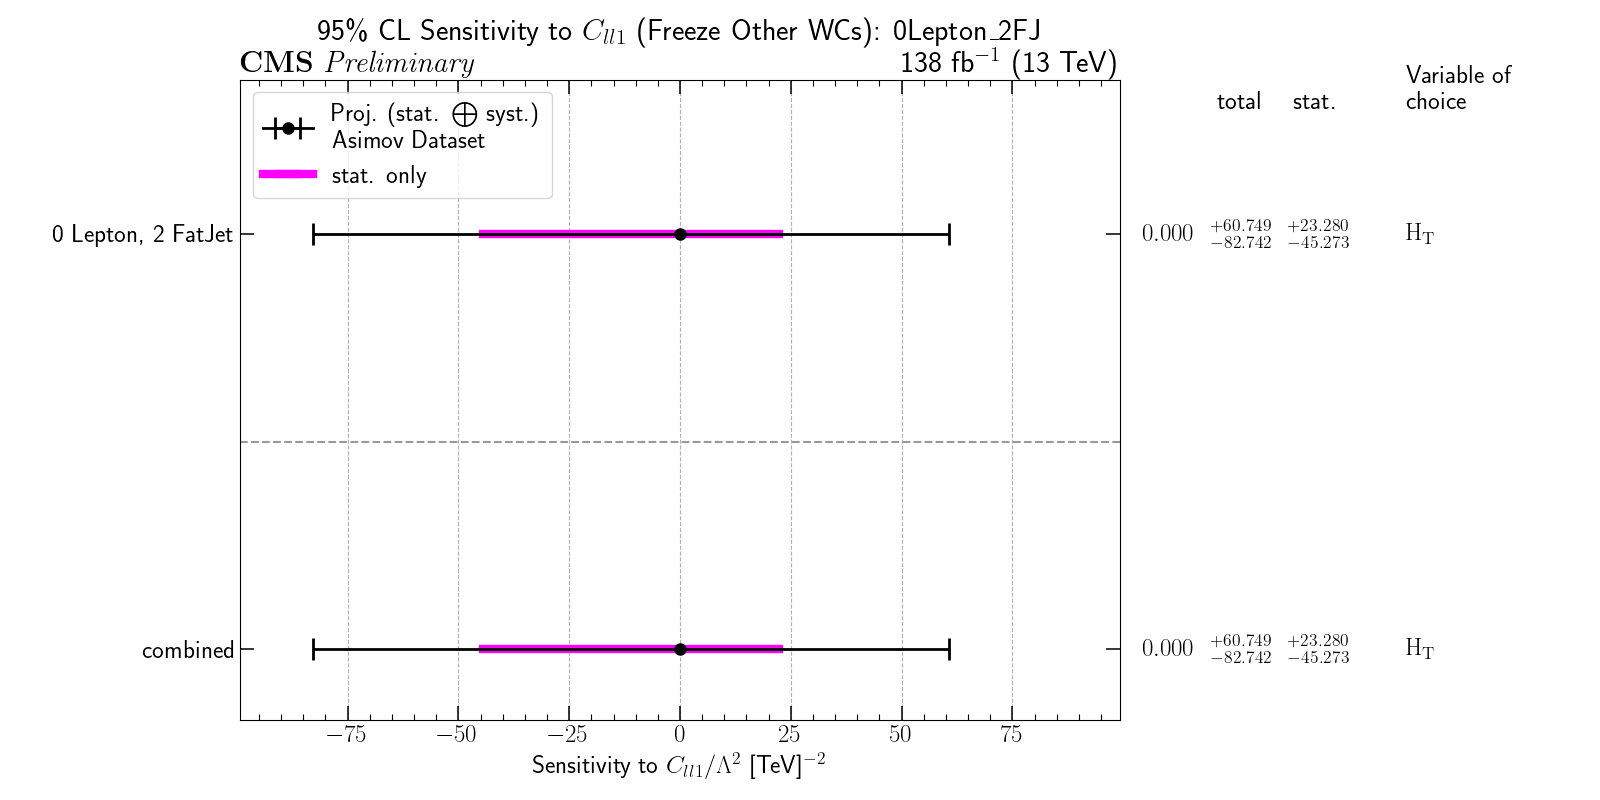 95% CL Sensitivity to C_{ll1} (Freeze Other WCs): 0Lepton_2FJ
CMS Preliminary
138 fb^{−1} (13 TeV)
Variable of
choice
total
stat.
Proj. (stat. ⨁ syst.)
Asimov Dataset
stat. only
0 Lepton, 2 FatJet
0.000 +60.749 −82.742 +23.280 −45.273 H_T
combined
0.000 +60.749 −82.742 +23.280 −45.273 H_T
−75 −50 −25 0 25 50 75
Sensitivity to C_{ll1}/Λ^2 [TeV]^{−2}